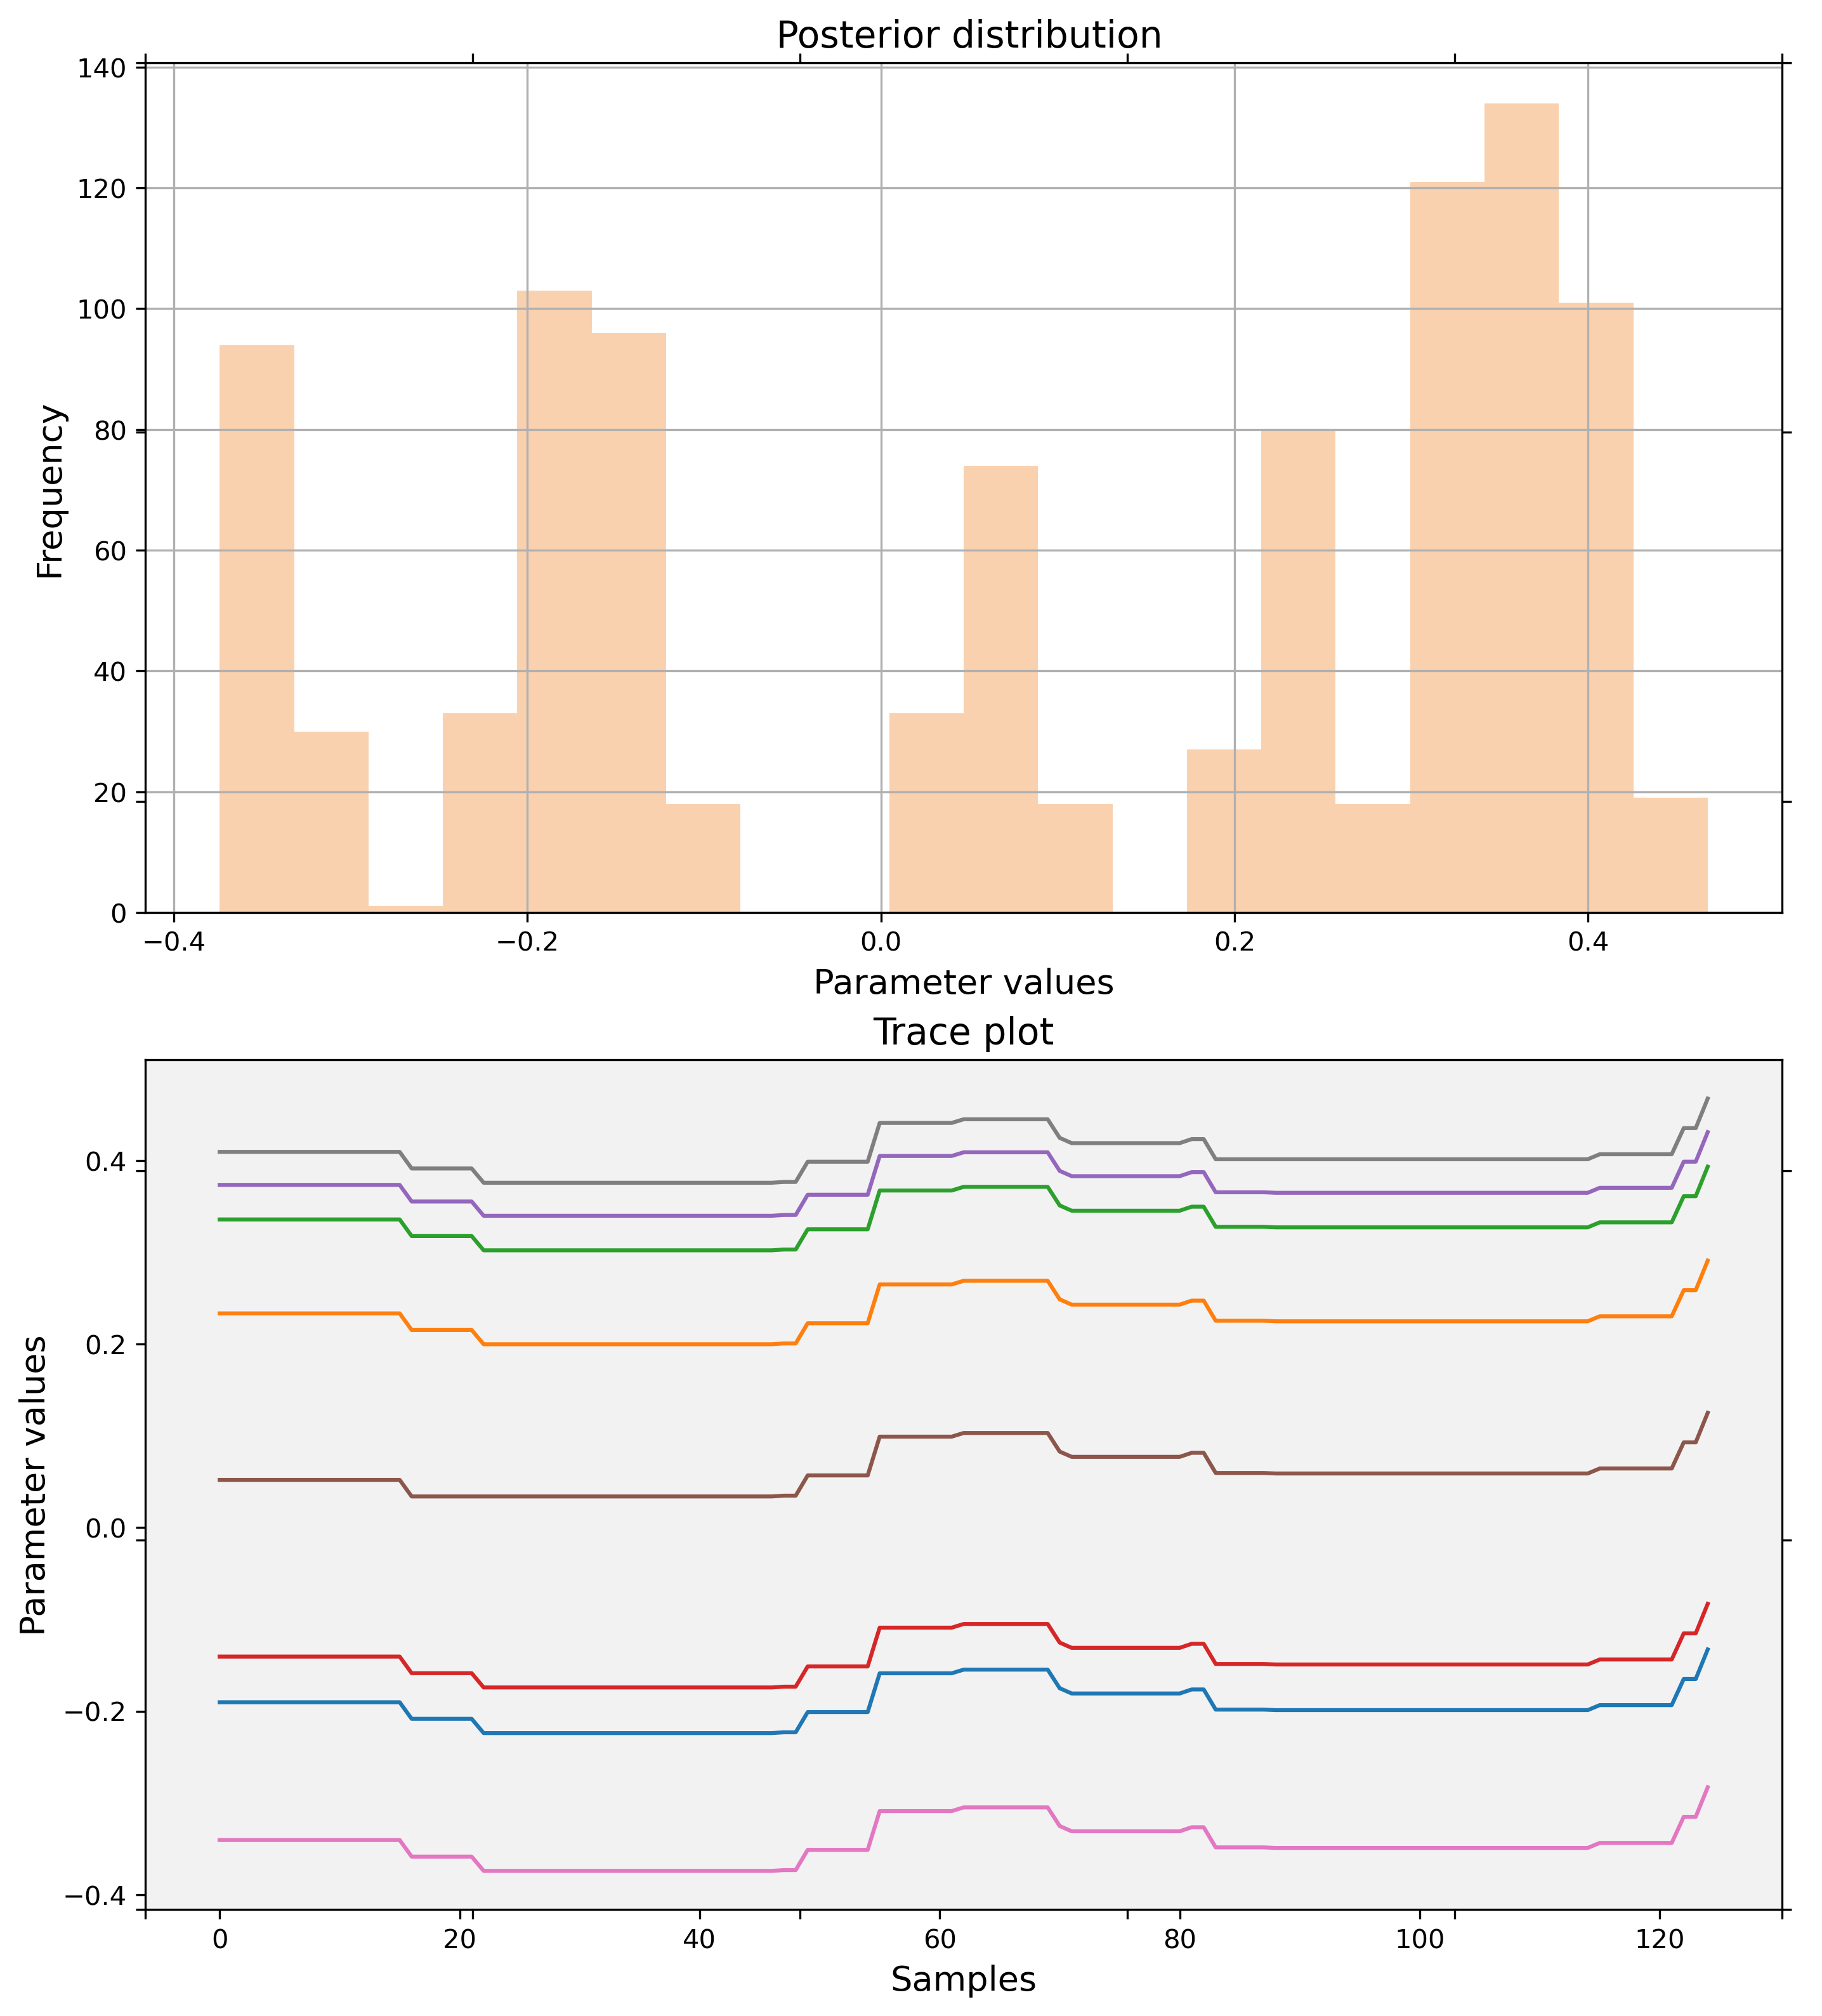 Posterior distribution
140
120
100
80
60
40
20
0
Frequency
−0.4 −0.2 0.0 0.2 0.4
Parameter values
Trace plot
0.4
0.2
0.0
−0.2
−0.4
Parameter values
0 20 40 60 80 100 120
Samples